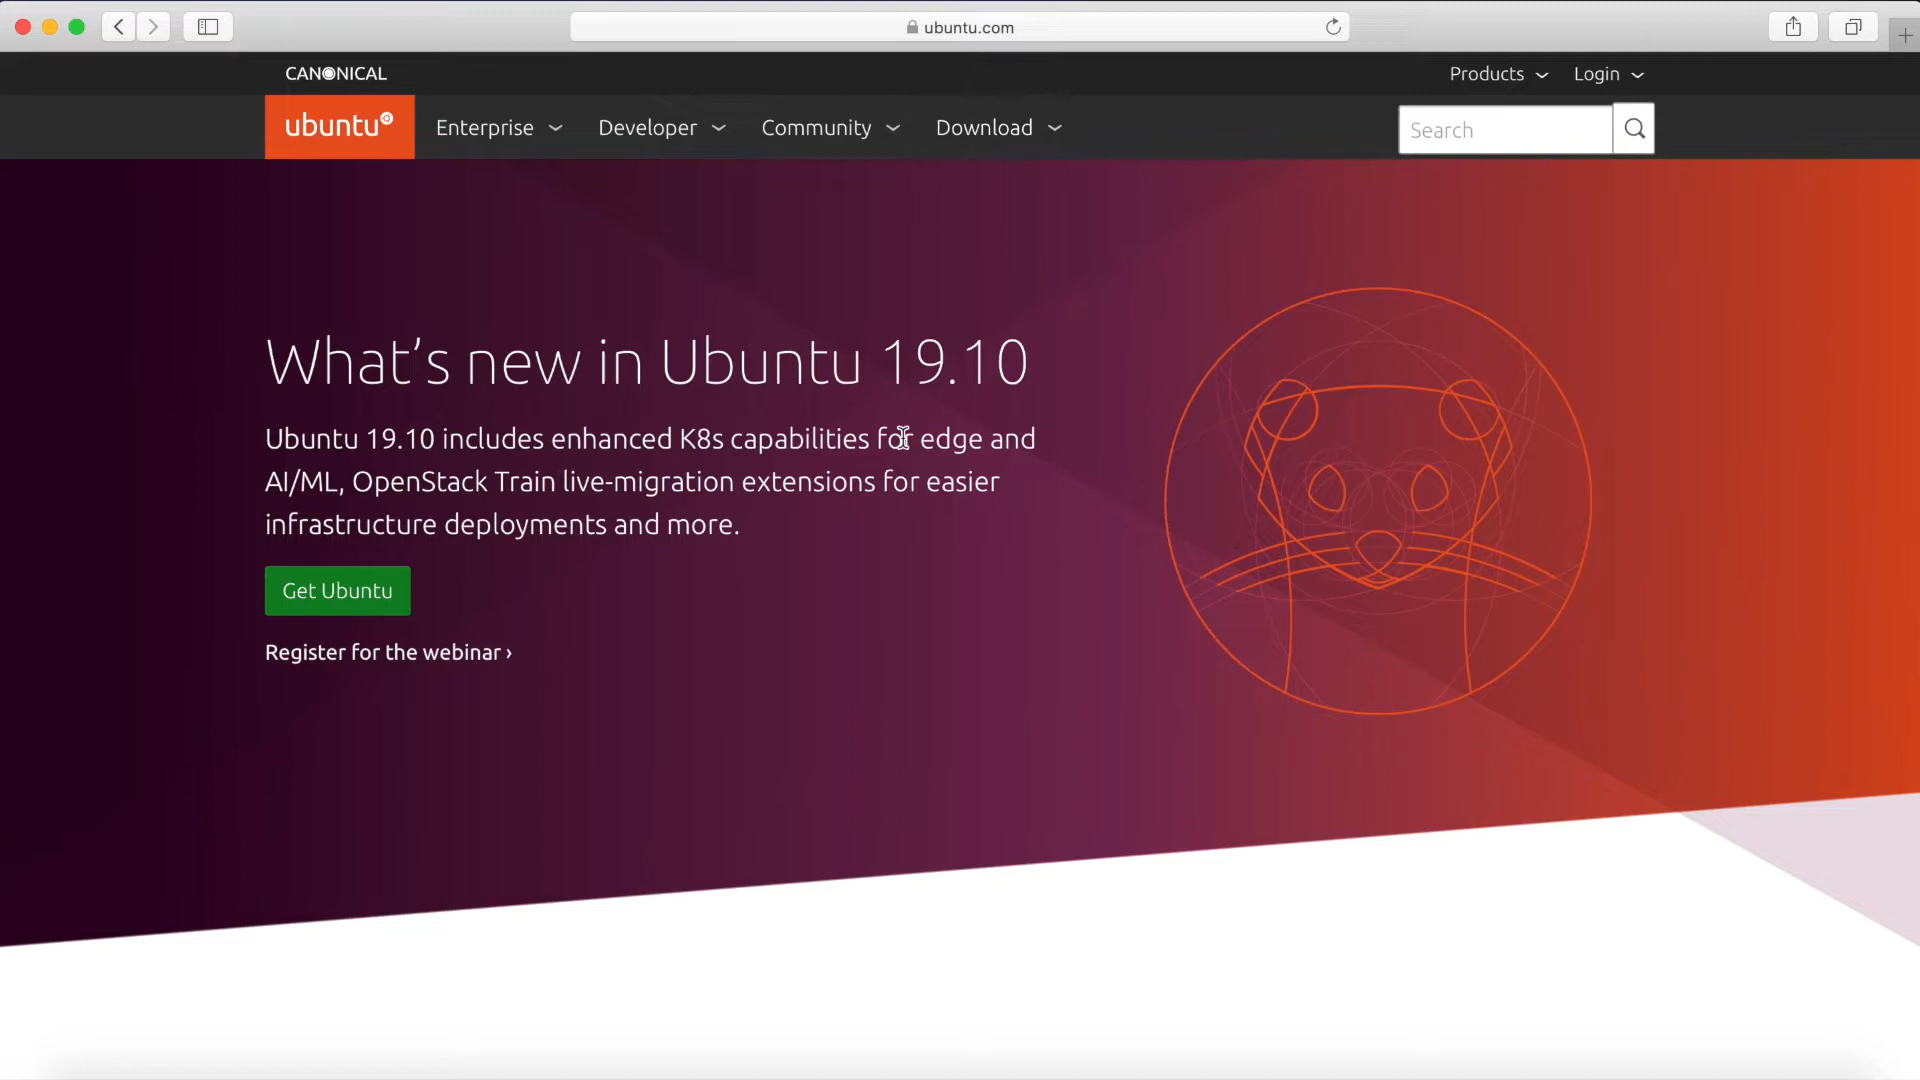 ubuntu.com
CANONICAL
Products
Login
ubuntu
Enterprise
Developer
Community
Download
Search
What’s new in Ubuntu 19.10
Ubuntu 19.10 includes enhanced K8s capabilities for edge and
AI/ML, OpenStack Train live-migration extensions for easier
infrastructure deployments and more.
Get Ubuntu
Register for the webinar ›